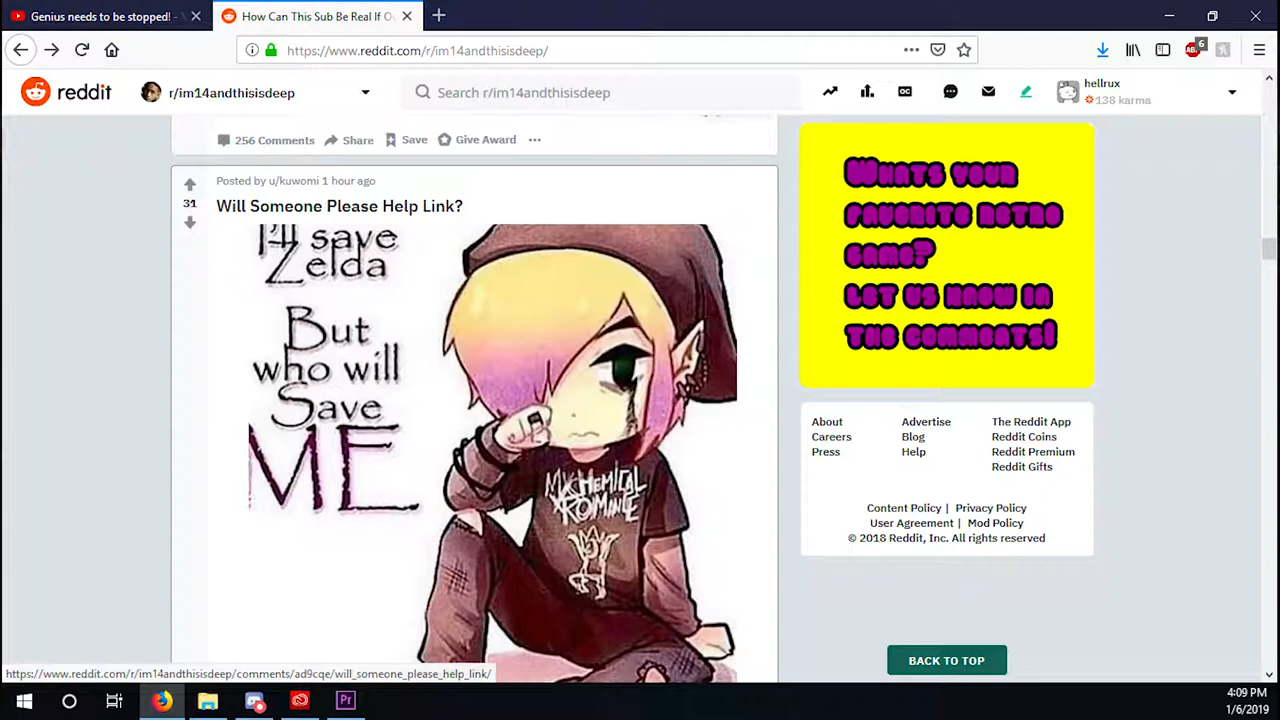 Genius needs to be stopped! -
How Can This Sub Be Real If O
https://www.reddit.com/r/im14andthisisdeep/
6
reddit
r/im14andthisisdeep
Search r/im14andthisisdeep
OC
hellrux
138 karma
256 Comments
Share
Save
Give Award
Posted by u/kuwomi 1 hour ago
31
Will Someone Please Help Link?
I'll save
Zelda
But
who will
Save
ME
MY CHEMICAL
ROMANCE
Whats your
favorite retro
game?
Let us know in
the comments!
About
Advertise
The Reddit App
Careers
Blog
Reddit Coins
Press
Help
Reddit Premium
Reddit Gifts
Content Policy | Privacy Policy
User Agreement | Mod Policy
© 2018 Reddit, Inc. All rights reserved
BACK TO TOP
https://www.reddit.com/r/im14andthisisdeep/comments/ad9cqe/will_someone_please_help_link/
Pr
4:09 PM
1/6/2019